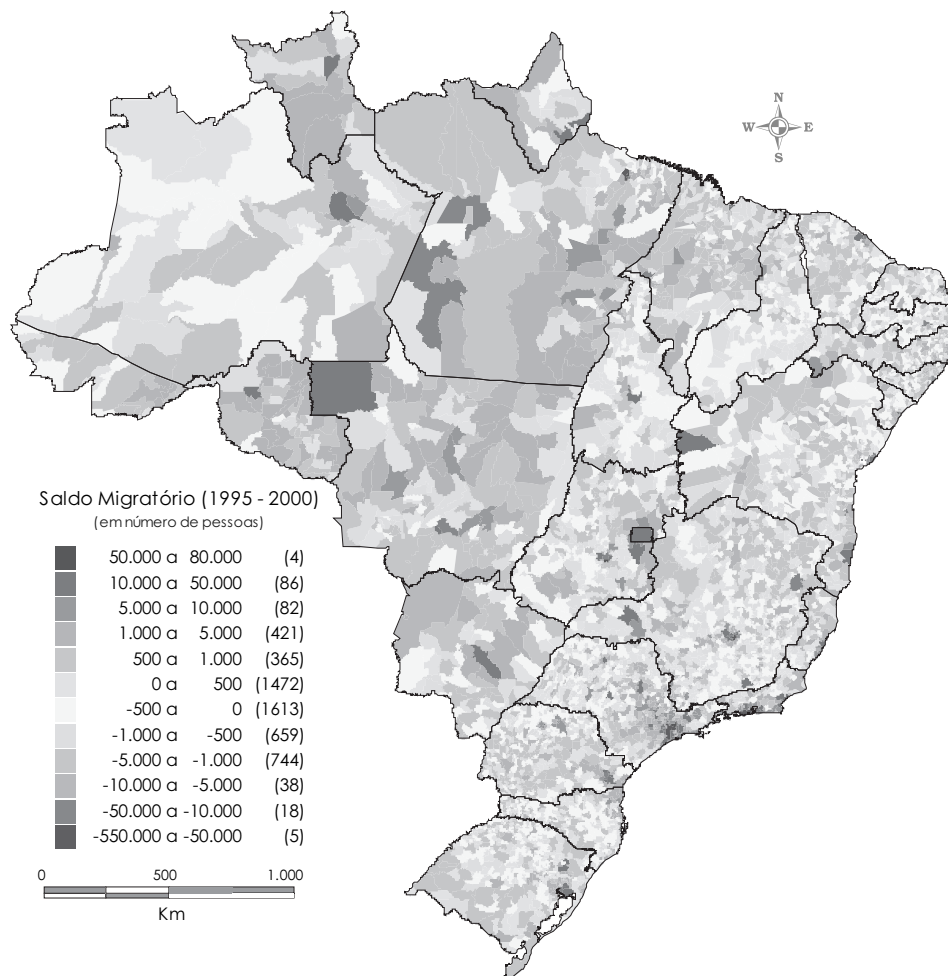 N
W E
S
Saldo Migratório (1995 - 2000)
(em número de pessoas)
50.000 a 80.000 (4)
10.000 a 50.000 (86)
5.000 a 10.000 (82)
1.000 a 5.000 (421)
500 a 1.000 (365)
0 a 500 (1472)
-500 a 0 (1613)
-1.000 a -500 (659)
-5.000 a -1.000 (744)
-10.000 a -5.000 (38)
-50.000 a -10.000 (18)
-550.000 a -50.000 (5)
0 500 1.000
Km